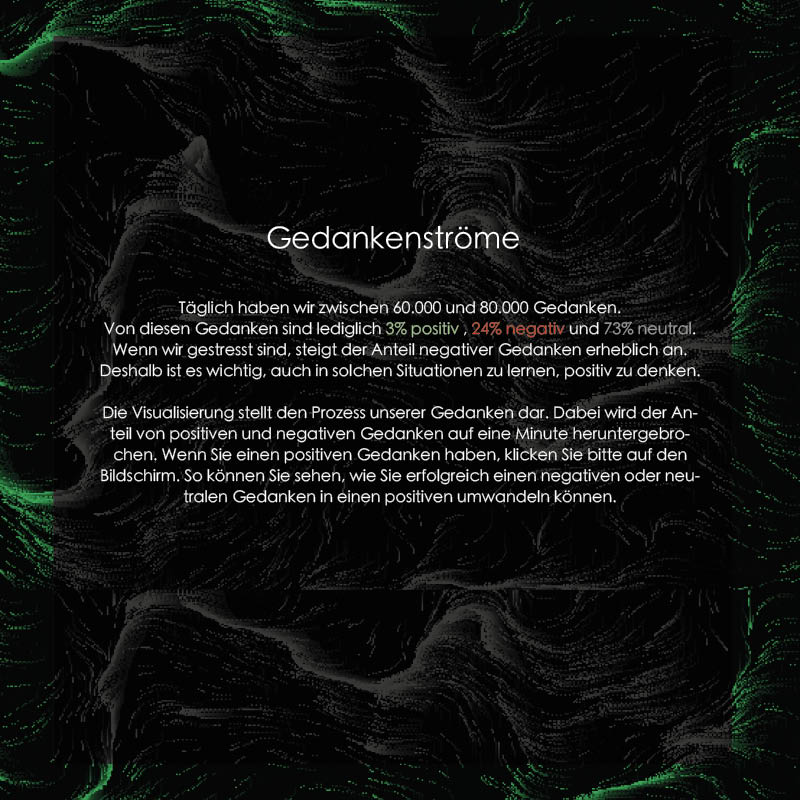 Gedankenströme
Täglich haben wir zwischen 60.000 und 80.000 Gedanken.
Von diesen Gedanken sind lediglich 3% positiv , 24% negativ und 73% neutral.
Wenn wir gestresst sind, steigt der Anteil negativer Gedanken erheblich an.
Deshalb ist es wichtig, auch in solchen Situationen zu lernen, positiv zu denken.
Die Visualisierung stellt den Prozess unserer Gedanken dar. Dabei wird der An-
teil von positiven und negativen Gedanken auf eine Minute heruntergebro-
chen. Wenn Sie einen positiven Gedanken haben, klicken Sie bitte auf den
Bildschirm. So können Sie sehen, wie Sie erfolgreich einen negativen oder neu-
tralen Gedanken in einen positiven umwandeln können.